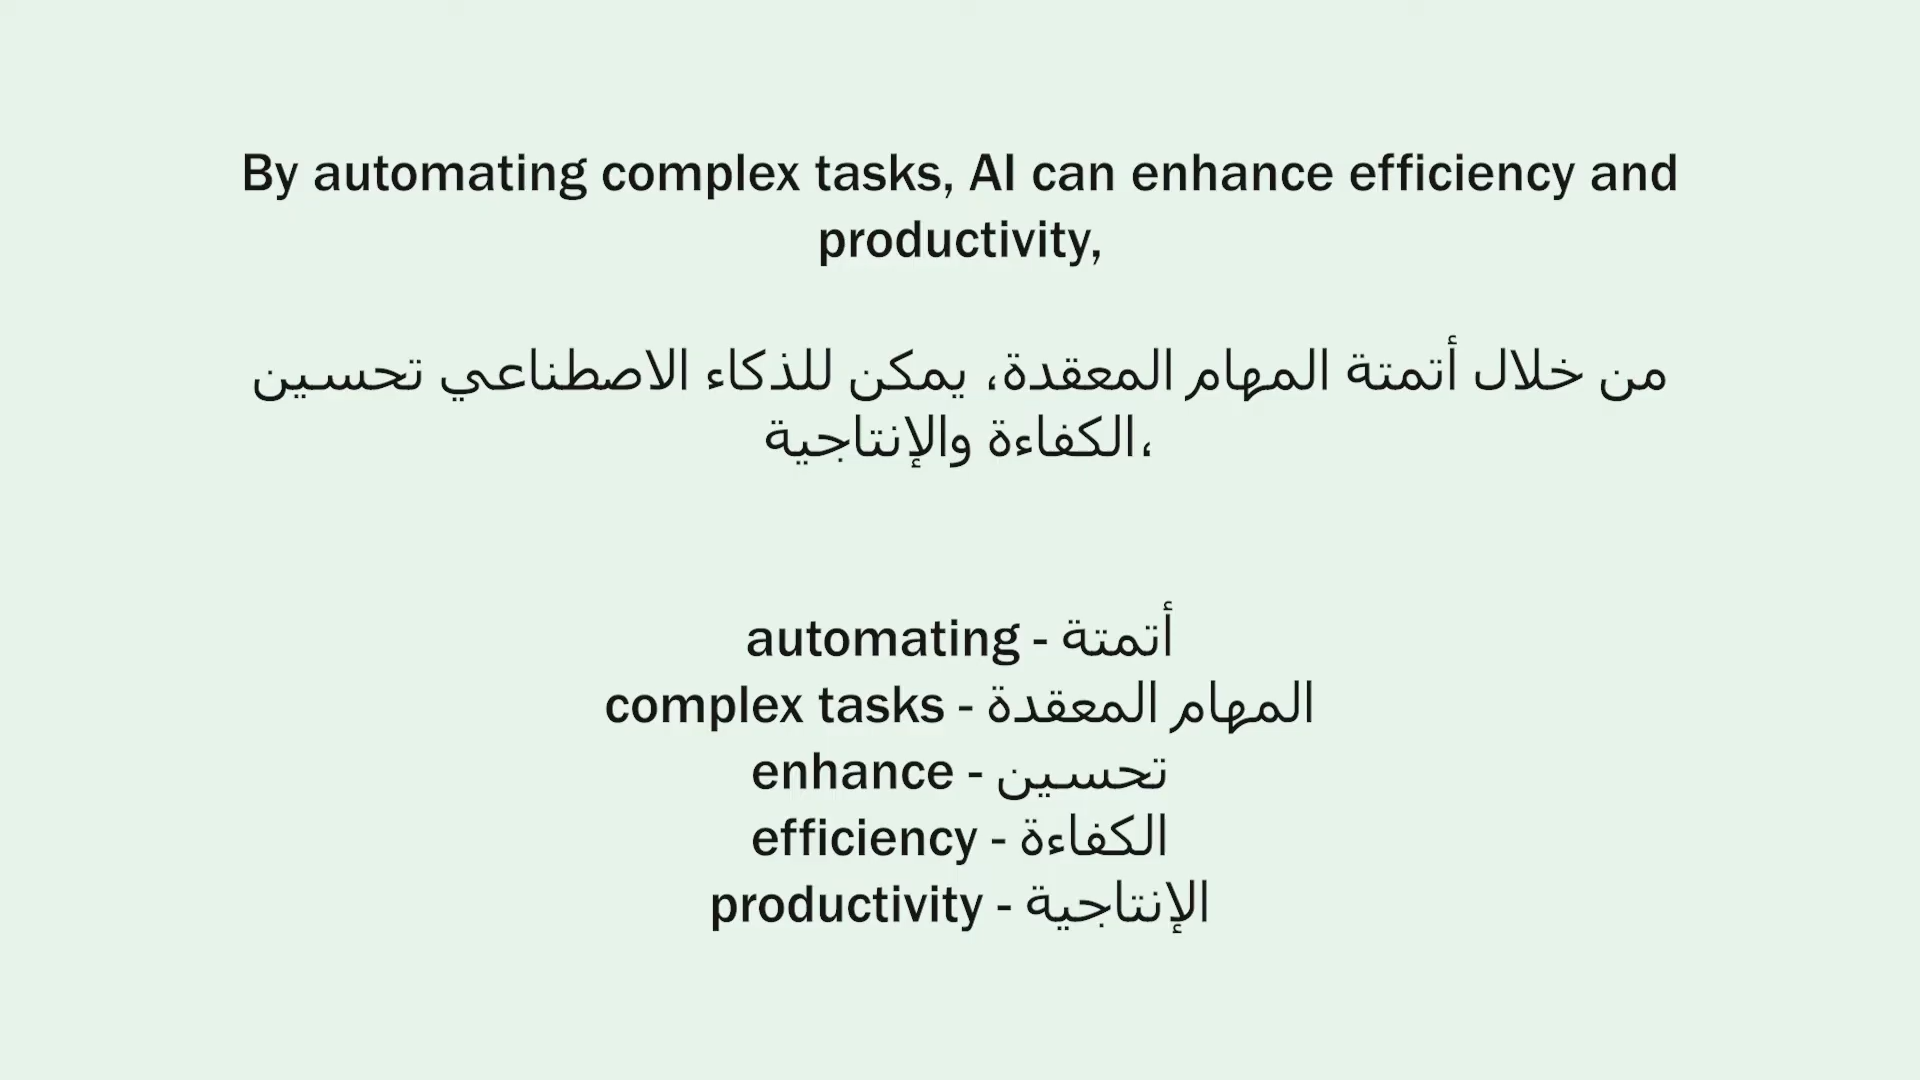 By automating complex tasks, AI can enhance efficiency and
productivity,
من خلال أتمتة المهام المعقدة، يمكن للذكاء الاصطناعي تحسين
،الكفاءة والإنتاجية
automating - أتمتة
complex tasks - المهام المعقدة
enhance - تحسين
efficiency - الكفاءة
productivity - الإنتاجية